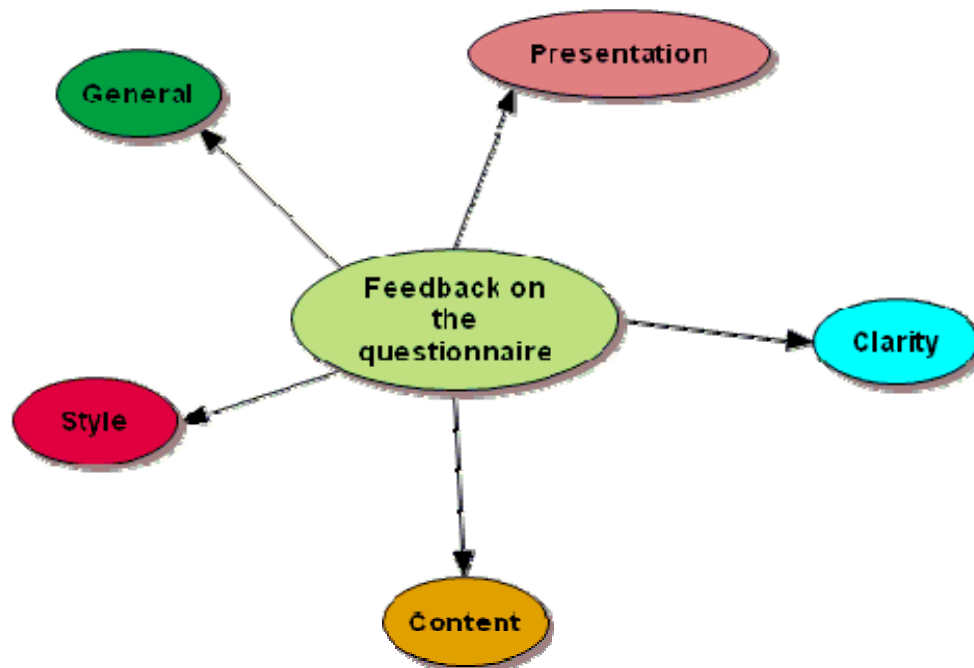 Presentation
General
Feedback on
the
questionnaire
Clarity
Style
Content